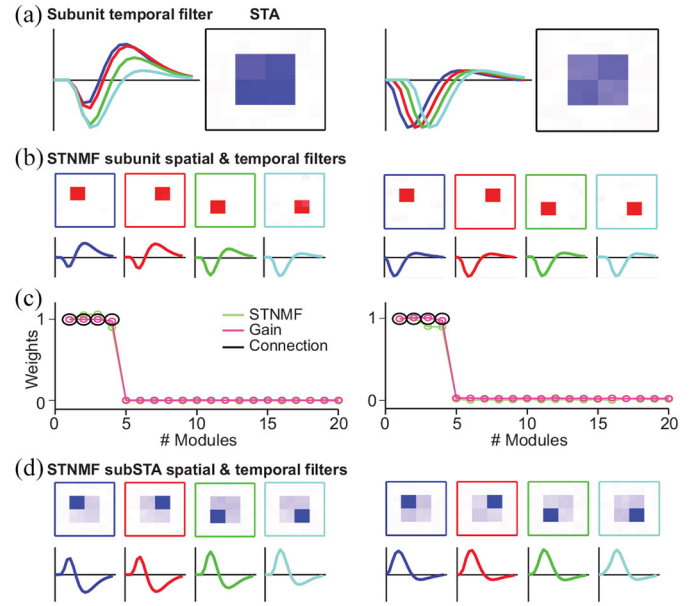 (a) Subunit temporal filter STA
(b) STNMF subunit spatial & temporal filters
(c)
1
0
Weights
STNMF
Gain
Connection
0 5 10 15 20
# Modules
1
0
0 5 10 15 20
# Modules
(d) STNMF subSTA spatial & temporal filters